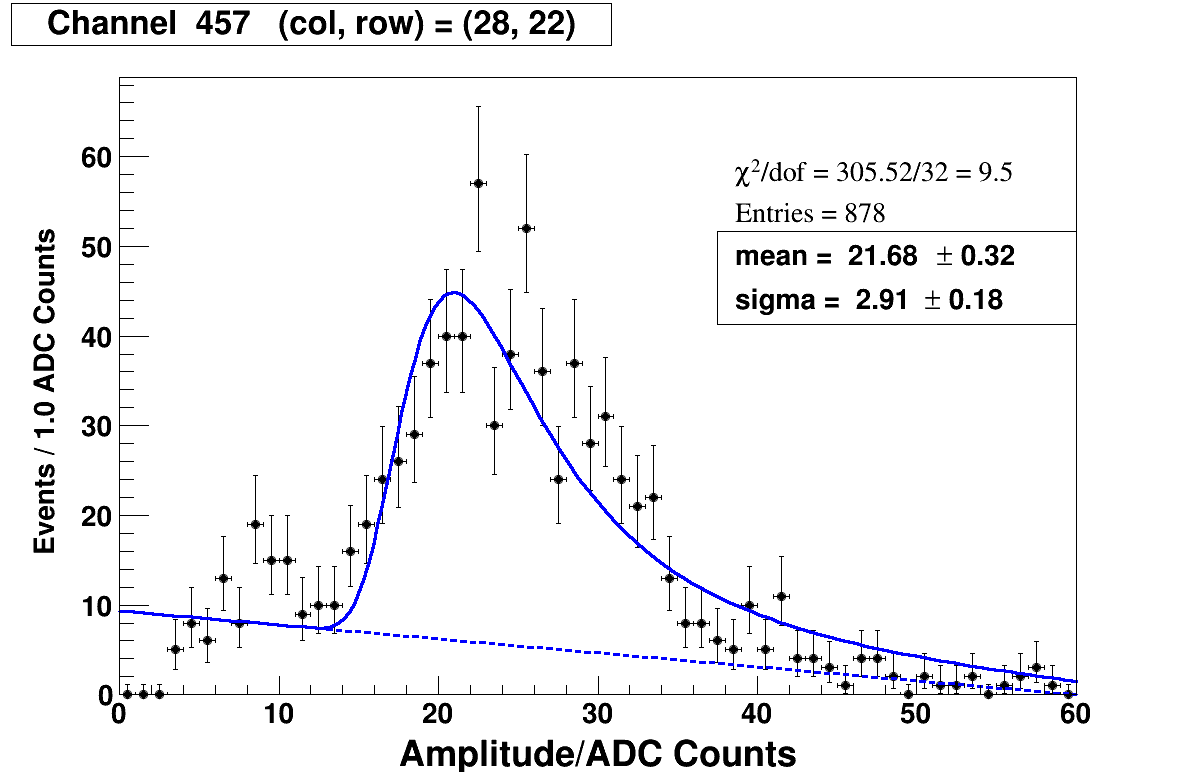 Channel 457 (col, row) = (28, 22)
χ²/dof = 305.52/32 = 9.5
Entries = 878
mean = 21.68 ± 0.32
sigma = 2.91 ± 0.18
Events / 1.0 ADC Counts
60
50
40
30
20
10
0
0 10 20 30 40 50 60
Amplitude/ADC Counts